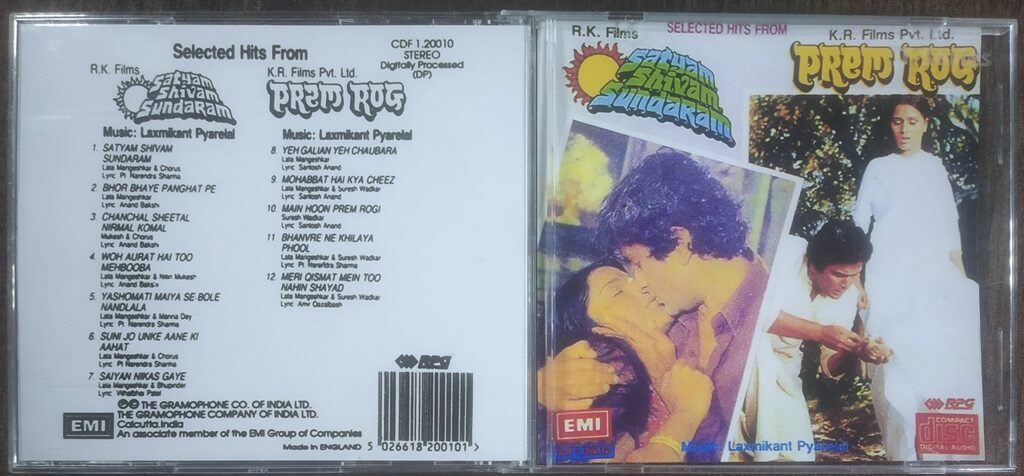 Selected Hits From
CDF 1.20010
STEREO
Digitally Processed
(DP)
R.K. Films
Satyam
Shivam
Sundaram
Music: Laxmikant Pyarelal
1. SATYAM SHIVAM
SUNDARAM
Lata Mangeshkar & Chorus
Lyric Pt Narendra Sharma
2 BHOR BHAYE PANGHAT PE
Lata Mangeshkar
Lyric Anand Bakshi
3 CHANCHAL SHEETAL
NIRMAL KOMAL
Mukesh & Chorus
Lyric Anand Bakshi
4. WOH AURAT HAI TOO
MEHBOOBA
Lata Mangeshkar & Nitin Mukesh
Lyric Anand Bakshi
5. YASHOMATI MAIYA SE BOLE
NANDLALA
Lata Mangeshkar & Manna Dey
Lyric Pt Narendra Sharma
6. SUNI JO UNKE AANE KI
AAHAT
Lata Mangeshkar & Chorus
Lyric Pt Narendra Sharma
7. SAIYAN NIKAS GAYE
Lata Mangeshkar & Bhupinder
Lyric Vithalbhai Patel
K.R. Films Pvt. Ltd.
PREM ROG
Music: Laxmikant Pyarelal
8. YEH GALIAN YEH CHAUBARA
Lata Mangeshkar
Lyric Santosh Anand
9. MOHABBAT HAI KYA CHEEZ
Lata Mangeshkar & Suresh Wadkar
Lyric Santosh Anand
10. MAIN HOON PREM ROGI
Suresh Wadkar
Lyric Santosh Anand
11 BHANVRE NE KHILAYA
PHOOL
Lata Mangeshkar & Suresh Wadkar
Lyric Pt Narendra Sharma
12. MERI QISMAT MEIN TOO
NAHIN SHAYAD
Lata Mangeshkar & Suresh Wadkar
Lyric Amir Qazalbash
RPG
EMI
℗© THE GRAMOPHONE CO. OF INDIA LTD.
THE GRAMOPHONE COMPANY OF INDIA LTD.
Calcutta.India
An associate member of the EMI Group of Companies
Made in ENGLAND
5 026618 200101 >
R.K. Films
SELECTED HITS FROM
K.R. Films Pvt. Ltd.
Satyam
Shivam
Sundaram
PREM ROG
EMI
RPG
COMPACT
disc
DIGITAL AUDIO
Music: Laxmikant Pyarelal